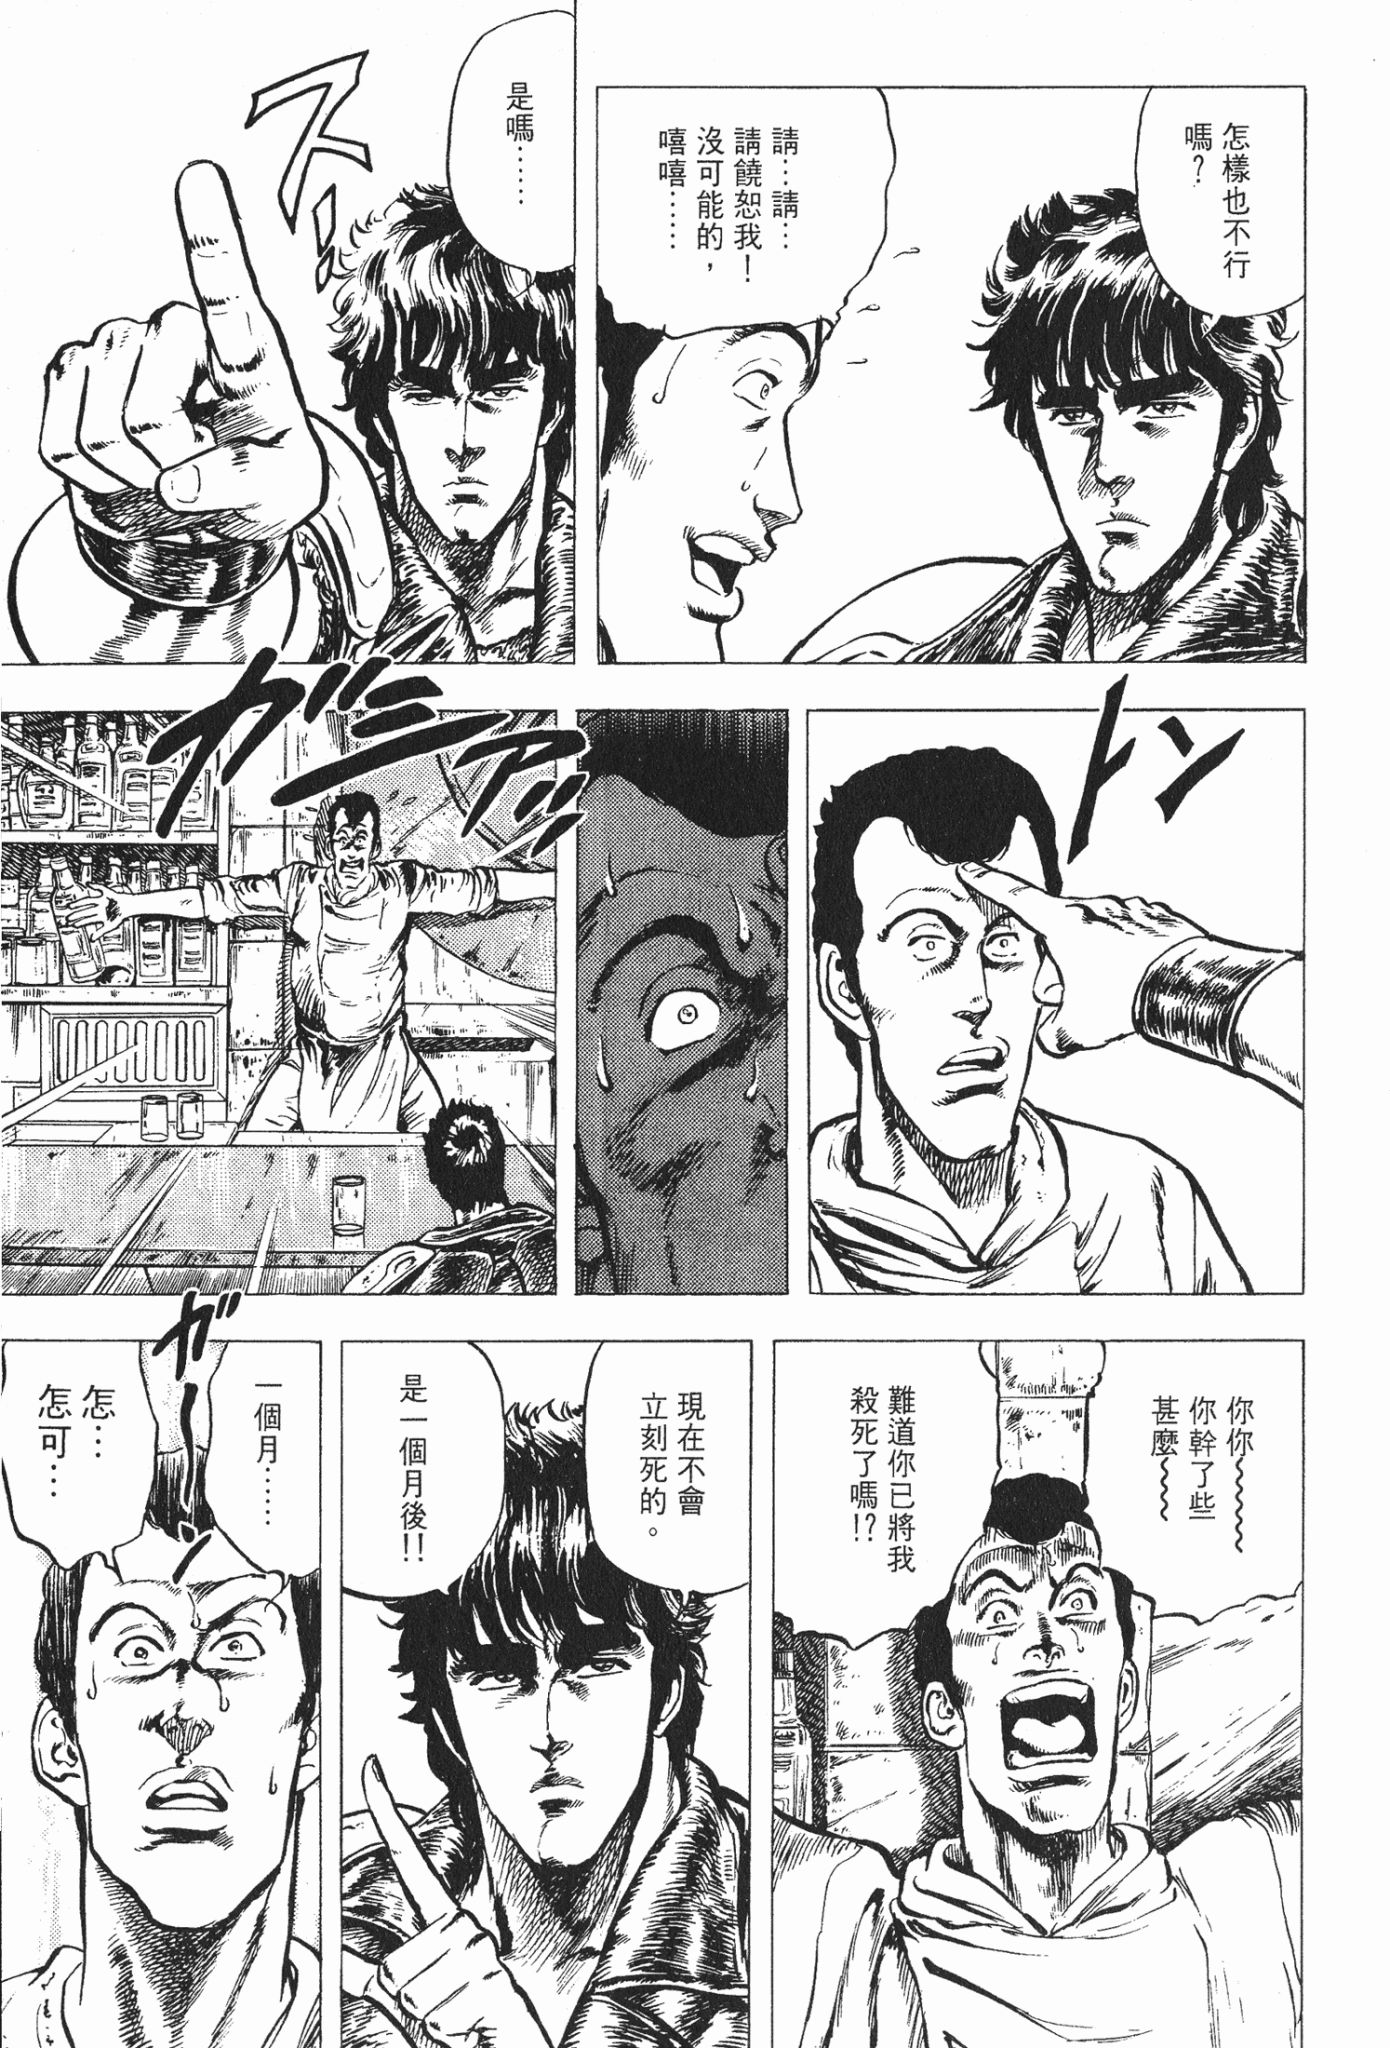 怎樣也不行
嗎?
請…請…
請饒恕我!
沒可能的,
嘻嘻……
是嗎……
ス
トン
ガシアッ
你你~~~~
你幹了些
甚麼~~~~
難道你已將我
殺死了嗎!?
現在不會
立刻死的。
是一個月後!!
一個月……
怎…
怎可…
ガーン